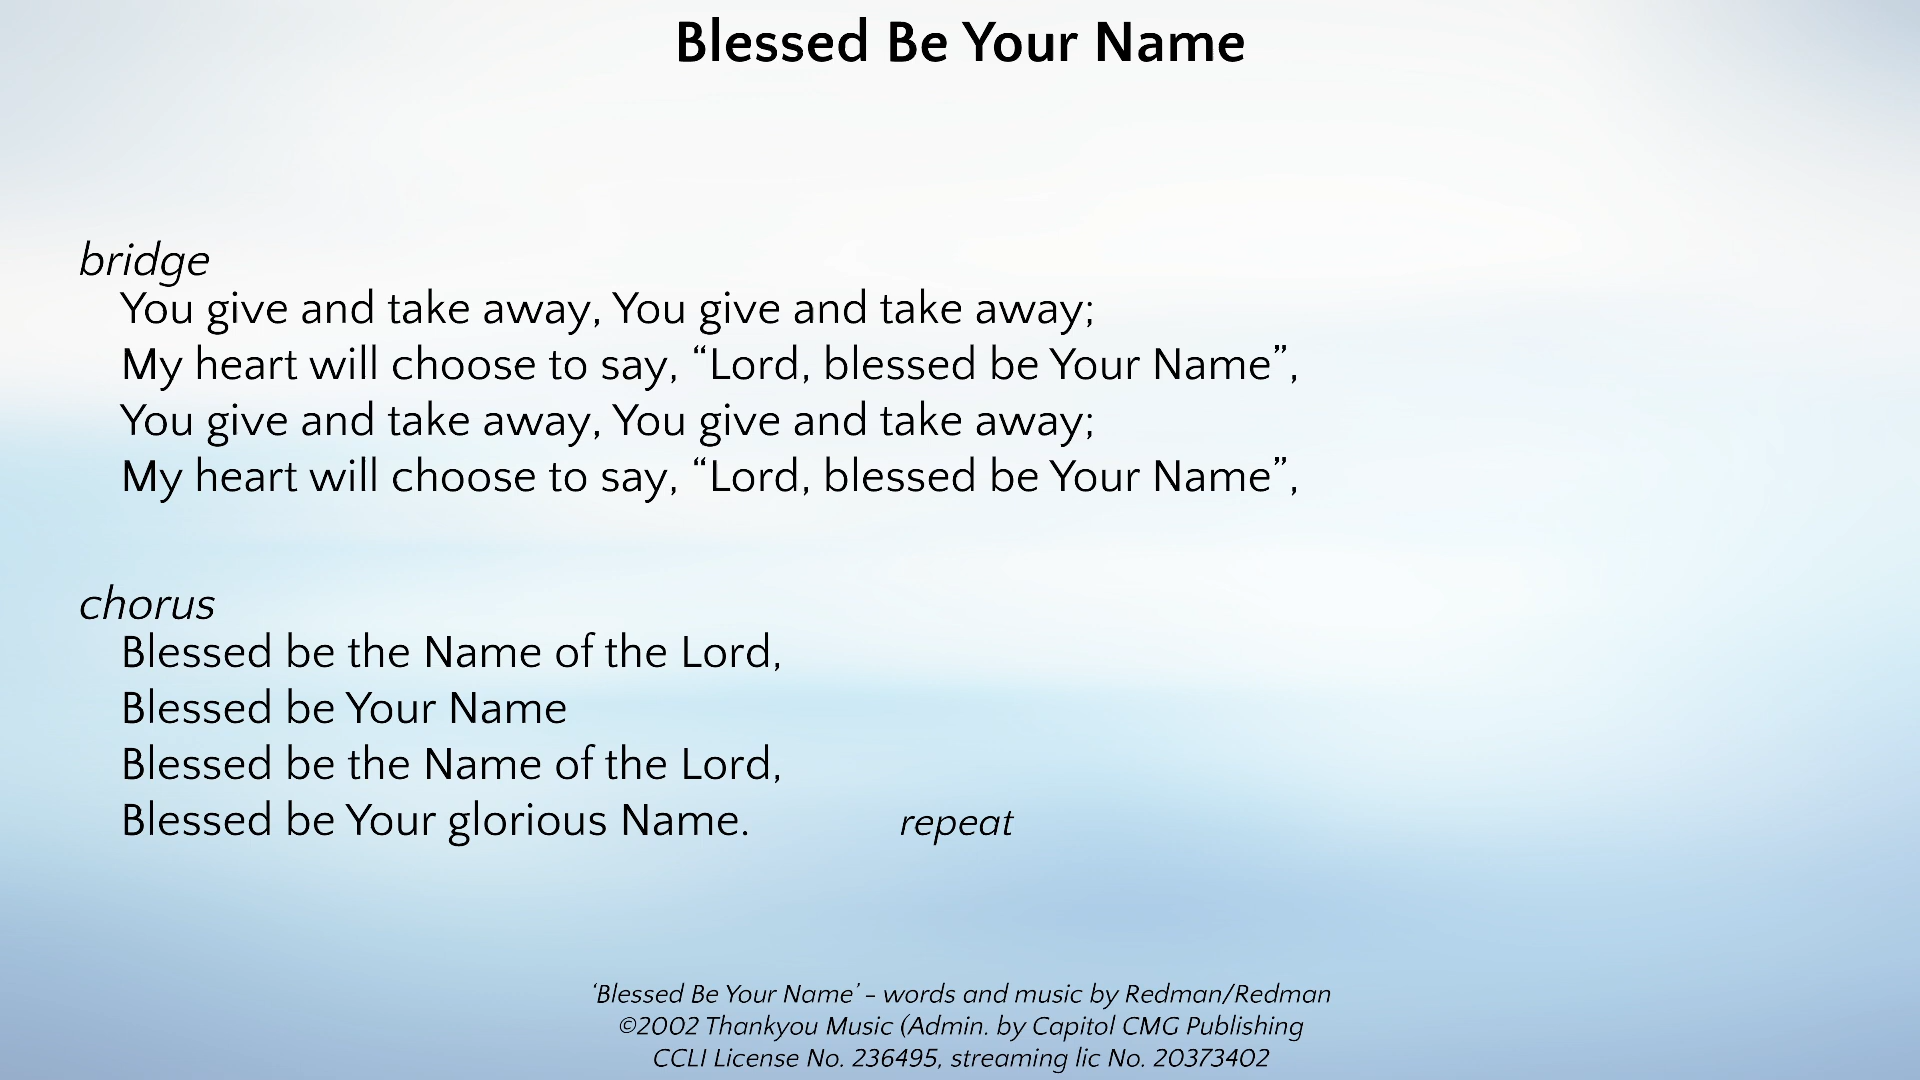 Blessed Be Your Name
bridge
You give and take away, You give and take away;
My heart will choose to say, “Lord, blessed be Your Name”,
You give and take away, You give and take away;
My heart will choose to say, “Lord, blessed be Your Name”,
chorus
Blessed be the Name of the Lord,
Blessed be Your Name
Blessed be the Name of the Lord,
Blessed be Your glorious Name. repeat
‘Blessed Be Your Name’ - words and music by Redman/Redman
©2002 Thankyou Music (Admin. by Capitol CMG Publishing
CCLI License No. 236495, streaming lic No. 20373402